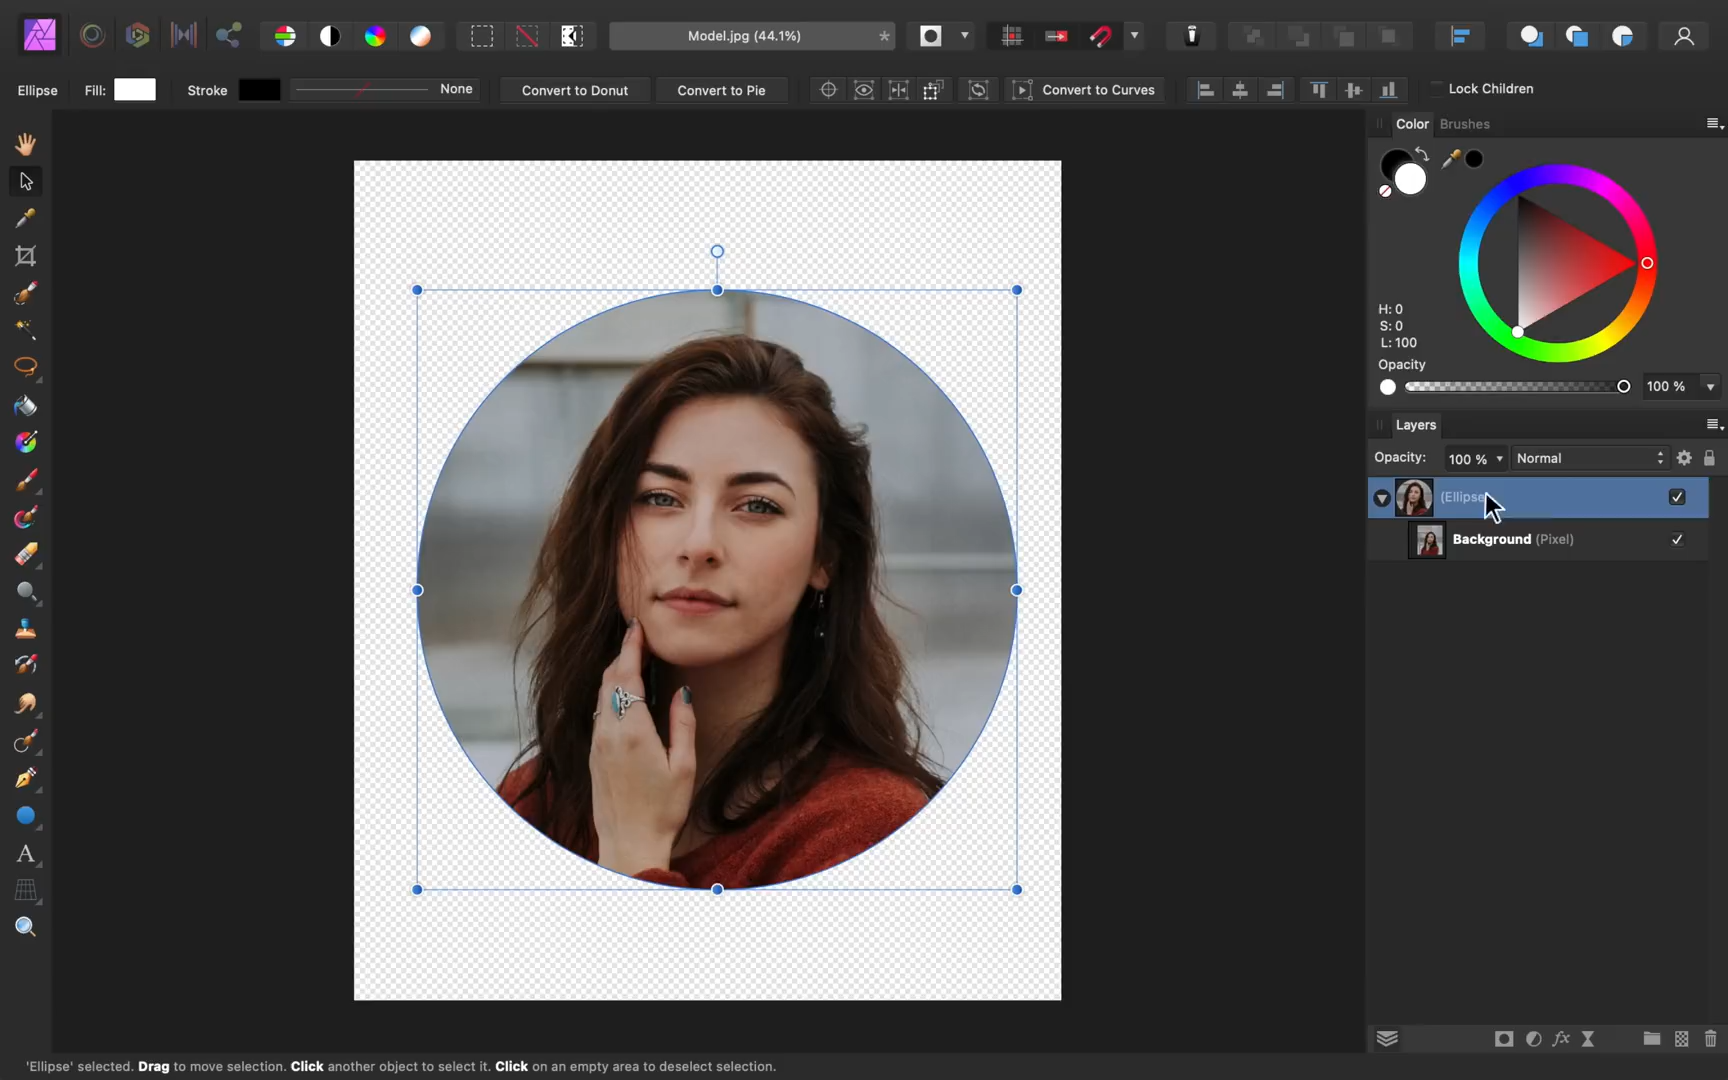 Model.jpg (44.1%)
*
Ellipse
Fill:
Stroke
None
Convert to Donut
Convert to Pie
Convert to Curves
Lock Children
Color
Brushes
H: 0
S: 0
L: 100
Opacity
100 %
Layers
Opacity:
100 %
Normal
(Ellipse
Background (Pixel)
A
fx
'Ellipse' selected. Drag to move selection. Click another object to select it. Click on an empty area to deselect selection.